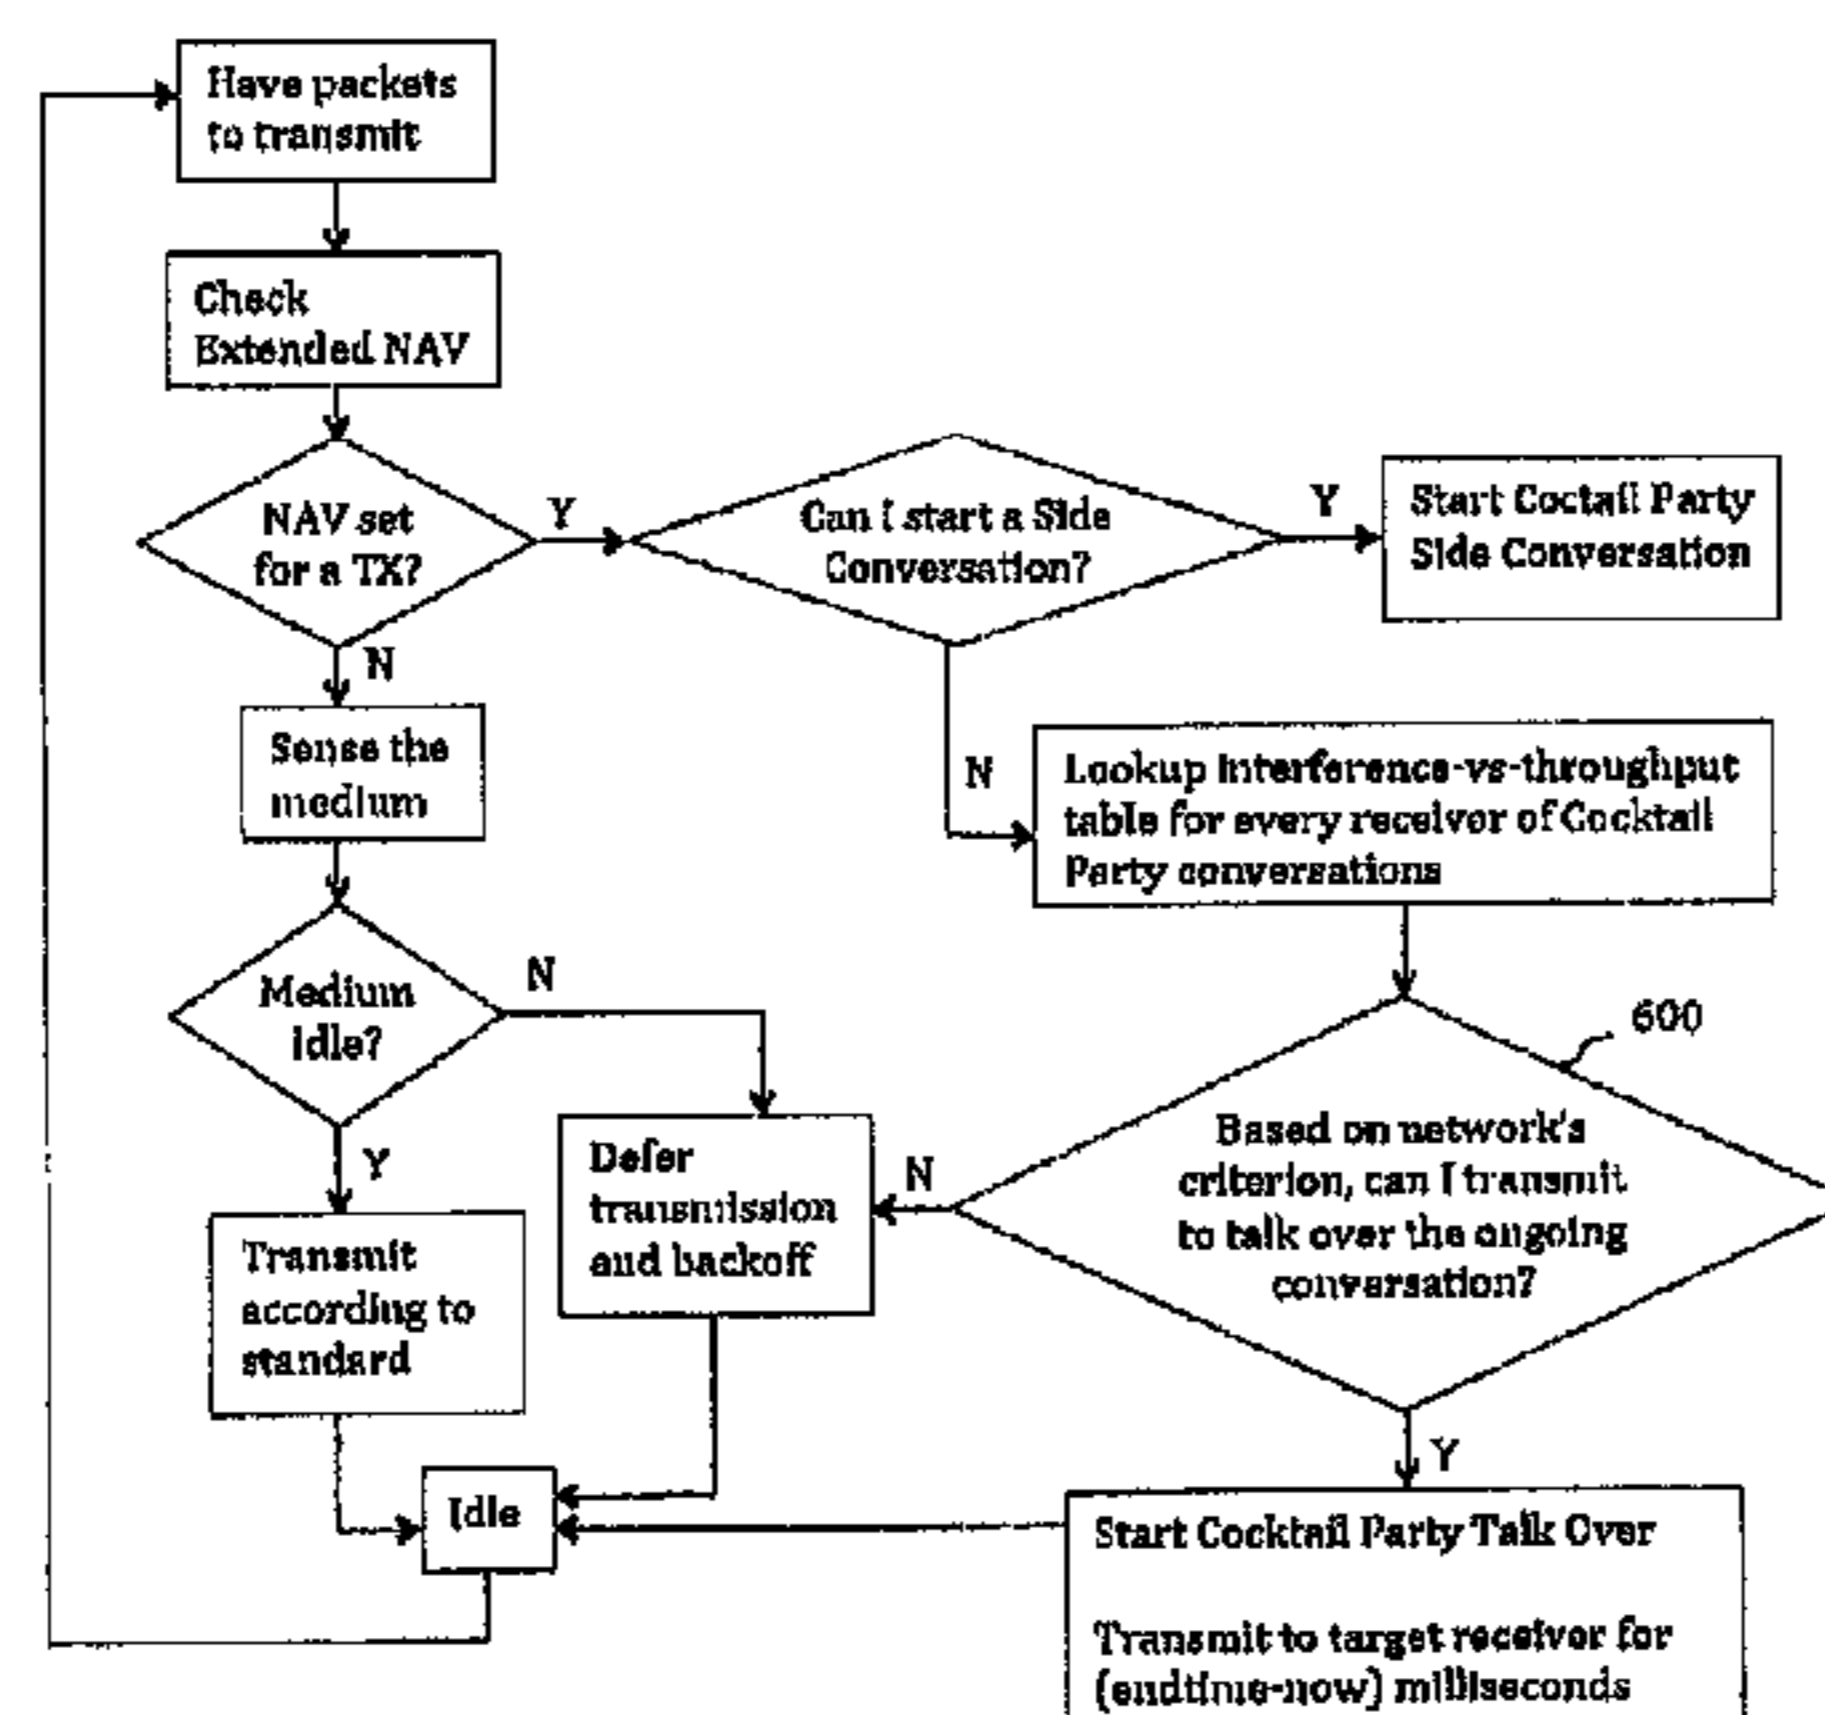 Have packets
to transmit
Check
Extended NAV
NAV set
for a TX?
Y
Can I start a Side
Conversation?
Y
Start Coctail Party
Side Conversation
N
Sense the
medium
N
Lookup interference-vs-throughput
table for every receiver of Cocktail
Party conversations
Medium
Idle?
N
600
Based on network's
criterion, can I transmit
to talk over the ongoing
conversation?
N
Defer
transmission
and backoff
Y
Transmit
according to
standard
Y
Idle
Start Cocktail Party Talk Over
Transmit to target receiver for
(endtime-now) milliseconds